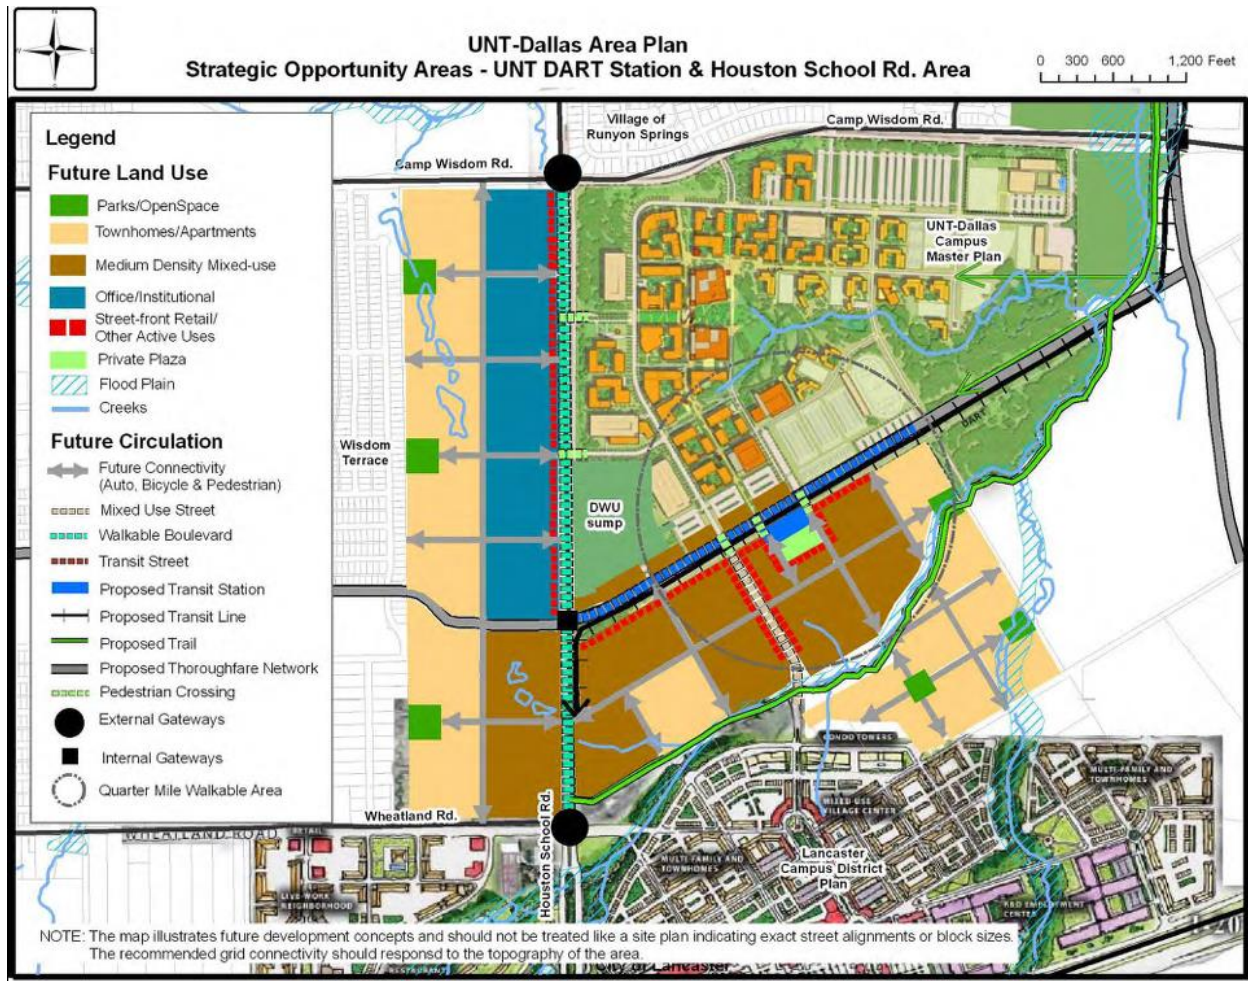 UNT-Dallas Area Plan
Strategic Opportunity Areas - UNT DART Station & Houston School Rd. Area
0 300 600 1,200 Feet
N
W E
S
Legend
Future Land Use
Parks/OpenSpace
Townhomes/Apartments
Medium Density Mixed-use
Office/Institutional
Street-front Retail/
Other Active Uses
Private Plaza
Flood Plain
Creeks
Future Circulation
Future Connectivity
(Auto, Bicycle & Pedestrian)
Mixed Use Street
Walkable Boulevard
Transit Street
Proposed Transit Station
Proposed Transit Line
Proposed Trail
Proposed Thoroughfare Network
Pedestrian Crossing
External Gateways
Internal Gateways
Quarter Mile Walkable Area
Village of
Runyon Springs
Camp Wisdom Rd.
Camp Wisdom Rd.
UNT-Dallas
Campus
Master Plan
Wisdom
Terrace
DWU
sump
DART
Wheatland Rd.
WHEATLAND ROAD
Houston School Rd.
CONDO TOWERS
MULTI-FAMILY AND
TOWNHOMES
MIXED-USE
VILLAGE CENTER
MULTI-FAMILY AND
TOWNHOMES
Lancaster
Campus District
Plan
RETAIL
LIVE-WORK
NEIGHBORHOOD
R&D EMPLOYMENT
CENTER
I-20
NOTE: The map illustrates future development concepts and should not be treated like a site plan indicating exact street alignments or block sizes.
The recommended grid connectivity should responsd to the topography of the area.
RESTAURANT
City of Lancaster